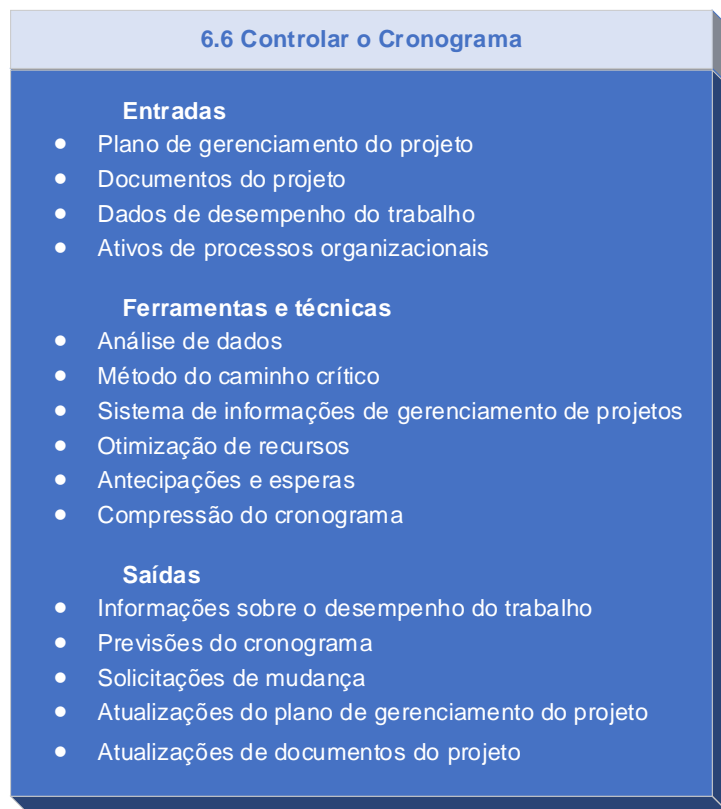 6.6 Controlar o Cronograma
Entradas
• Plano de gerenciamento do projeto
• Documentos do projeto
• Dados de desempenho do trabalho
• Ativos de processos organizacionais
Ferramentas e técnicas
• Análise de dados
• Método do caminho crítico
• Sistema de informações de gerenciamento de projetos
• Otimização de recursos
• Antecipações e esperas
• Compressão do cronograma
Saídas
• Informações sobre o desempenho do trabalho
• Previsões do cronograma
• Solicitações de mudança
• Atualizações do plano de gerenciamento do projeto
• Atualizações de documentos do projeto